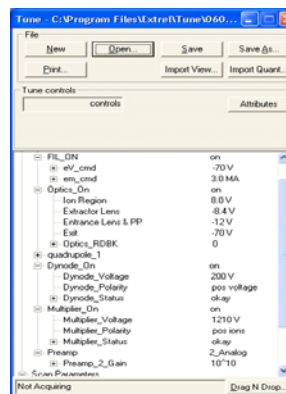 Tune - C:\Program Files\Extrel\Tune\060...
File
New Open... Save Save As...
Print... Import View... Import Quant...
Tune controls
controls Attributes
FIL_ON on
eV_cmd -70 V
em_cmd 3.0 MA
Optics_On on
Ion Region 8.0 V
Extractor Lens -8.4 V
Entrance Lens & PP -12 V
Exit -70 V
Optics_RDBK 0
quadrupole_1
Dynode_On on
Dynode_Voltage 200 V
Dynode_Polarity pos voltage
Dynode_Status okay
Multiplier_On on
Multiplier_Voltage 1210 V
Multiplier_Polarity pos ions
Multiplier_Status okay
Preamp 2_Analog
Preamp_2_Gain 10^10
Scan Parameters
Not Acquiring Drag N Drop...